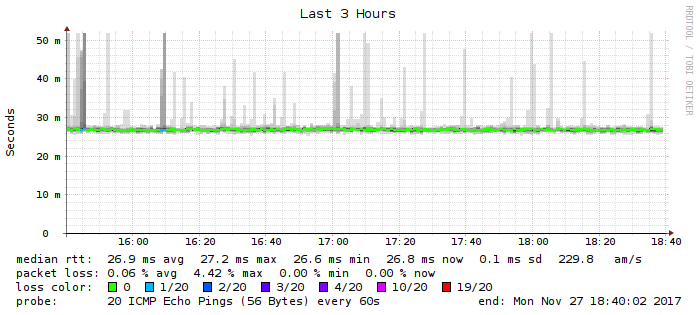 Last 3 Hours
RRDTOOL / TOBI OETIKER
Seconds
50 m
40 m
30 m
20 m
10 m
0
16:00 16:20 16:40 17:00 17:20 17:40 18:00 18:20 18:40
median rtt: 26.9 ms avg 27.2 ms max 26.6 ms min 26.8 ms now 0.1 ms sd 229.8 am/s
packet loss: 0.06 % avg 4.42 % max 0.00 % min 0.00 % now
loss color: 0 1/20 2/20 3/20 4/20 10/20 19/20
probe: 20 ICMP Echo Pings (56 Bytes) every 60s end: Mon Nov 27 18:40:02 2017